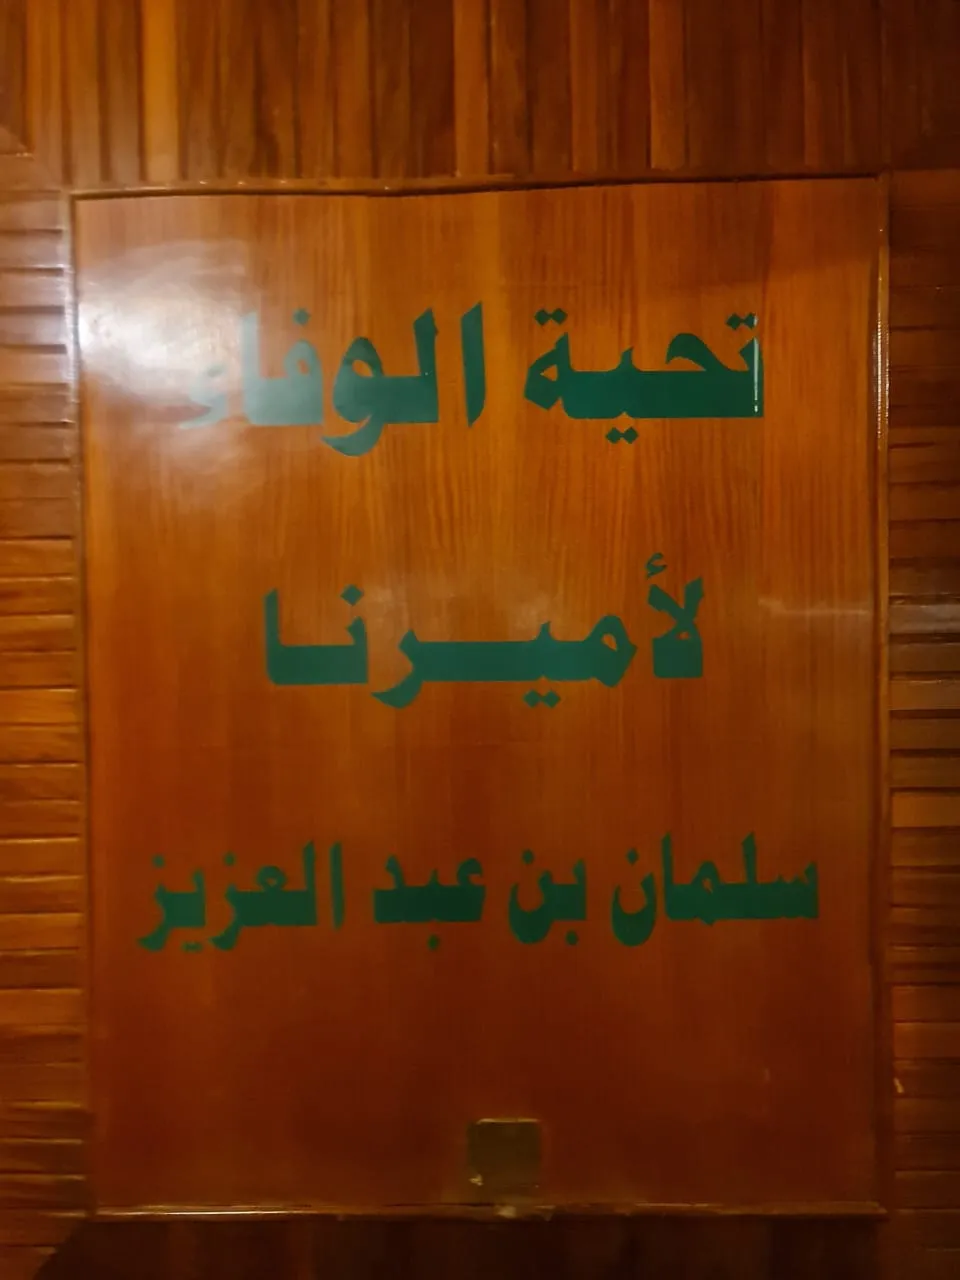 تحية الوفاء
لأميرنا
سلمان بن عبد العزيز